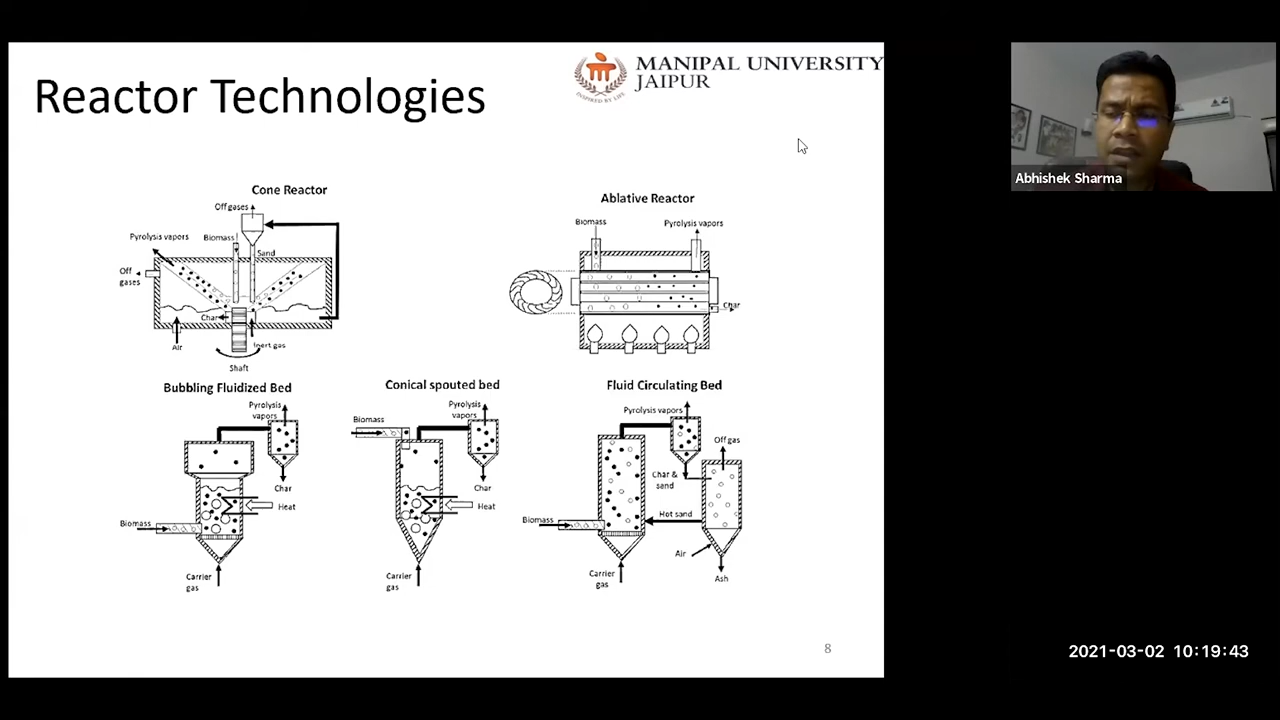 Reactor Technologies
MANIPAL UNIVERSITY
JAIPUR
INSPIRED BY LIFE
Abhishek Sharma
Cone Reactor
Off gases
Pyrolysis vapors
Biomass
Sand
Off
gases
Char
Air
Inert gas
Shaft
Ablative Reactor
Biomass
Pyrolysis vapors
Char
Bubbling Fluidized Bed
Pyrolysis
vapors
Char
Heat
Biomass
Carrier
gas
Conical spouted bed
Biomass
Pyrolysis
vapors
Char
Heat
Carrier
gas
Fluid Circulating Bed
Pyrolysis vapors
Off gas
Char &
sand
Hot sand
Biomass
Air
Carrier
gas
Ash
8
2021-03-02 10:19:43